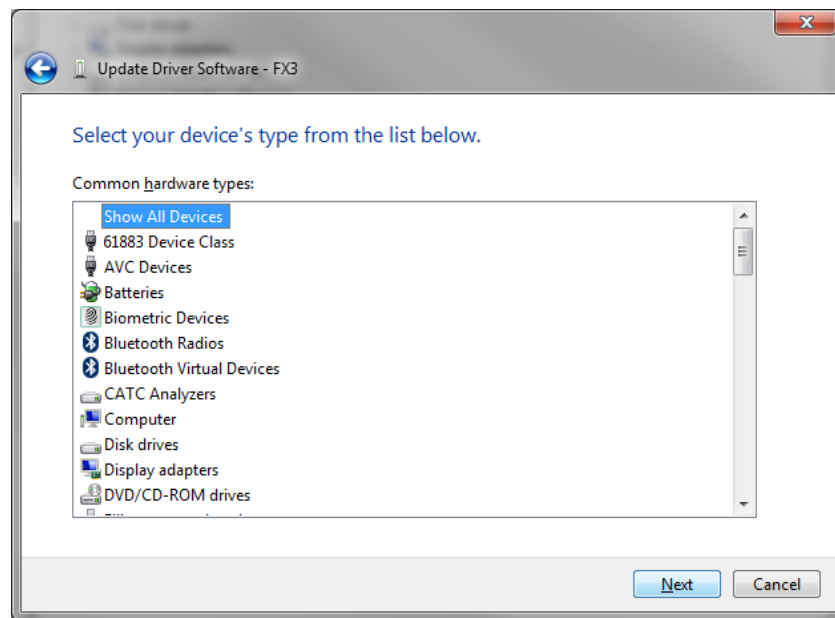 Update Driver Software - FX3
Select your device's type from the list below.
Common hardware types:
Show All Devices
61883 Device Class
AVC Devices
Batteries
Biometric Devices
Bluetooth Radios
Bluetooth Virtual Devices
CATC Analyzers
Computer
Disk drives
Display adapters
DVD/CD-ROM drives
Next
Cancel